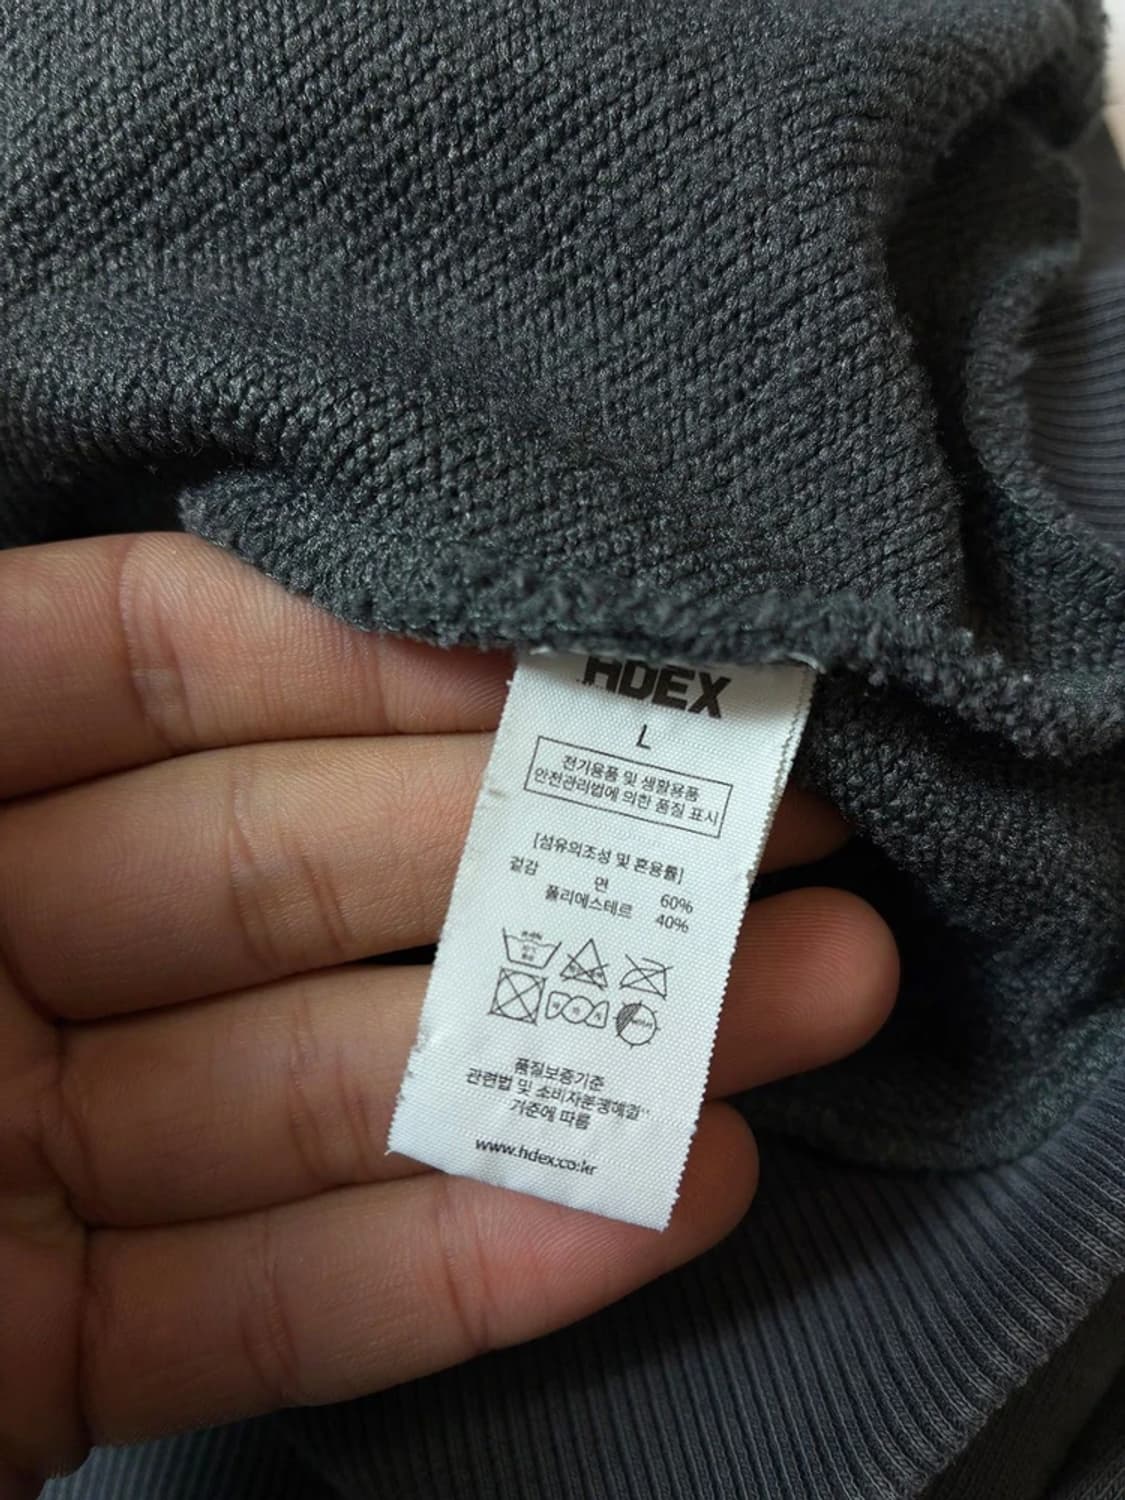 HDEX
L
전기용품 및 생활용품
안전관리법에 의한 품질 표시
[섬유의조성 및 혼용률]
겉감 면 60%
폴리에스테르 40%
품질보증기준
관련법 및 소비자분쟁해결
기준에 따름
www.hdex.co.kr